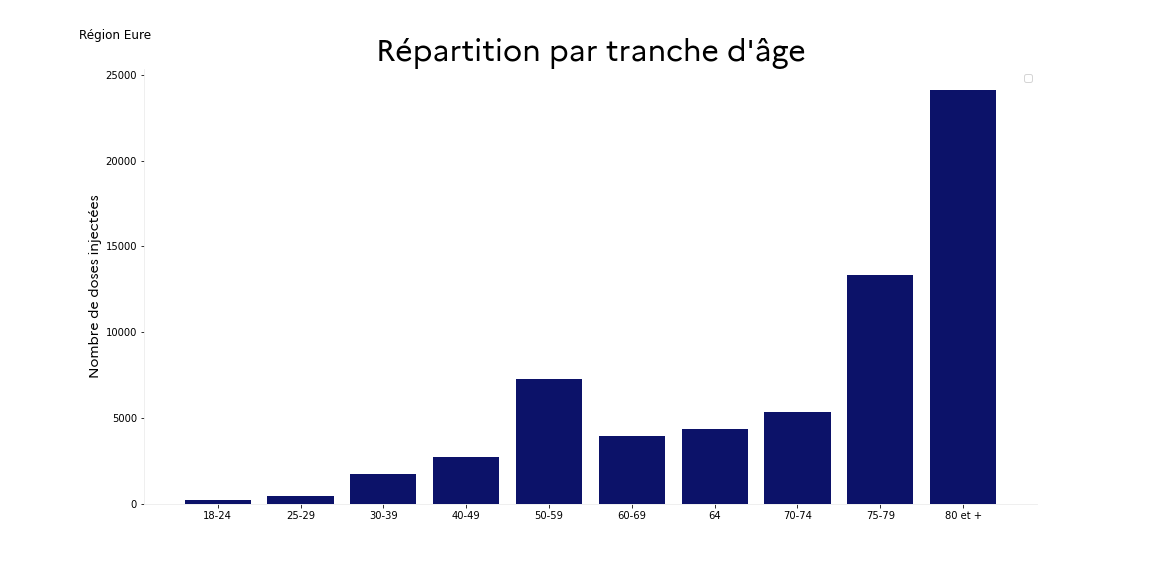 Région Eure
Répartition par tranche d'âge
Nombre de doses injectées
25000
20000
15000
10000
5000
0
18-24 25-29 30-39 40-49 50-59 60-69 64 70-74 75-79 80 et +